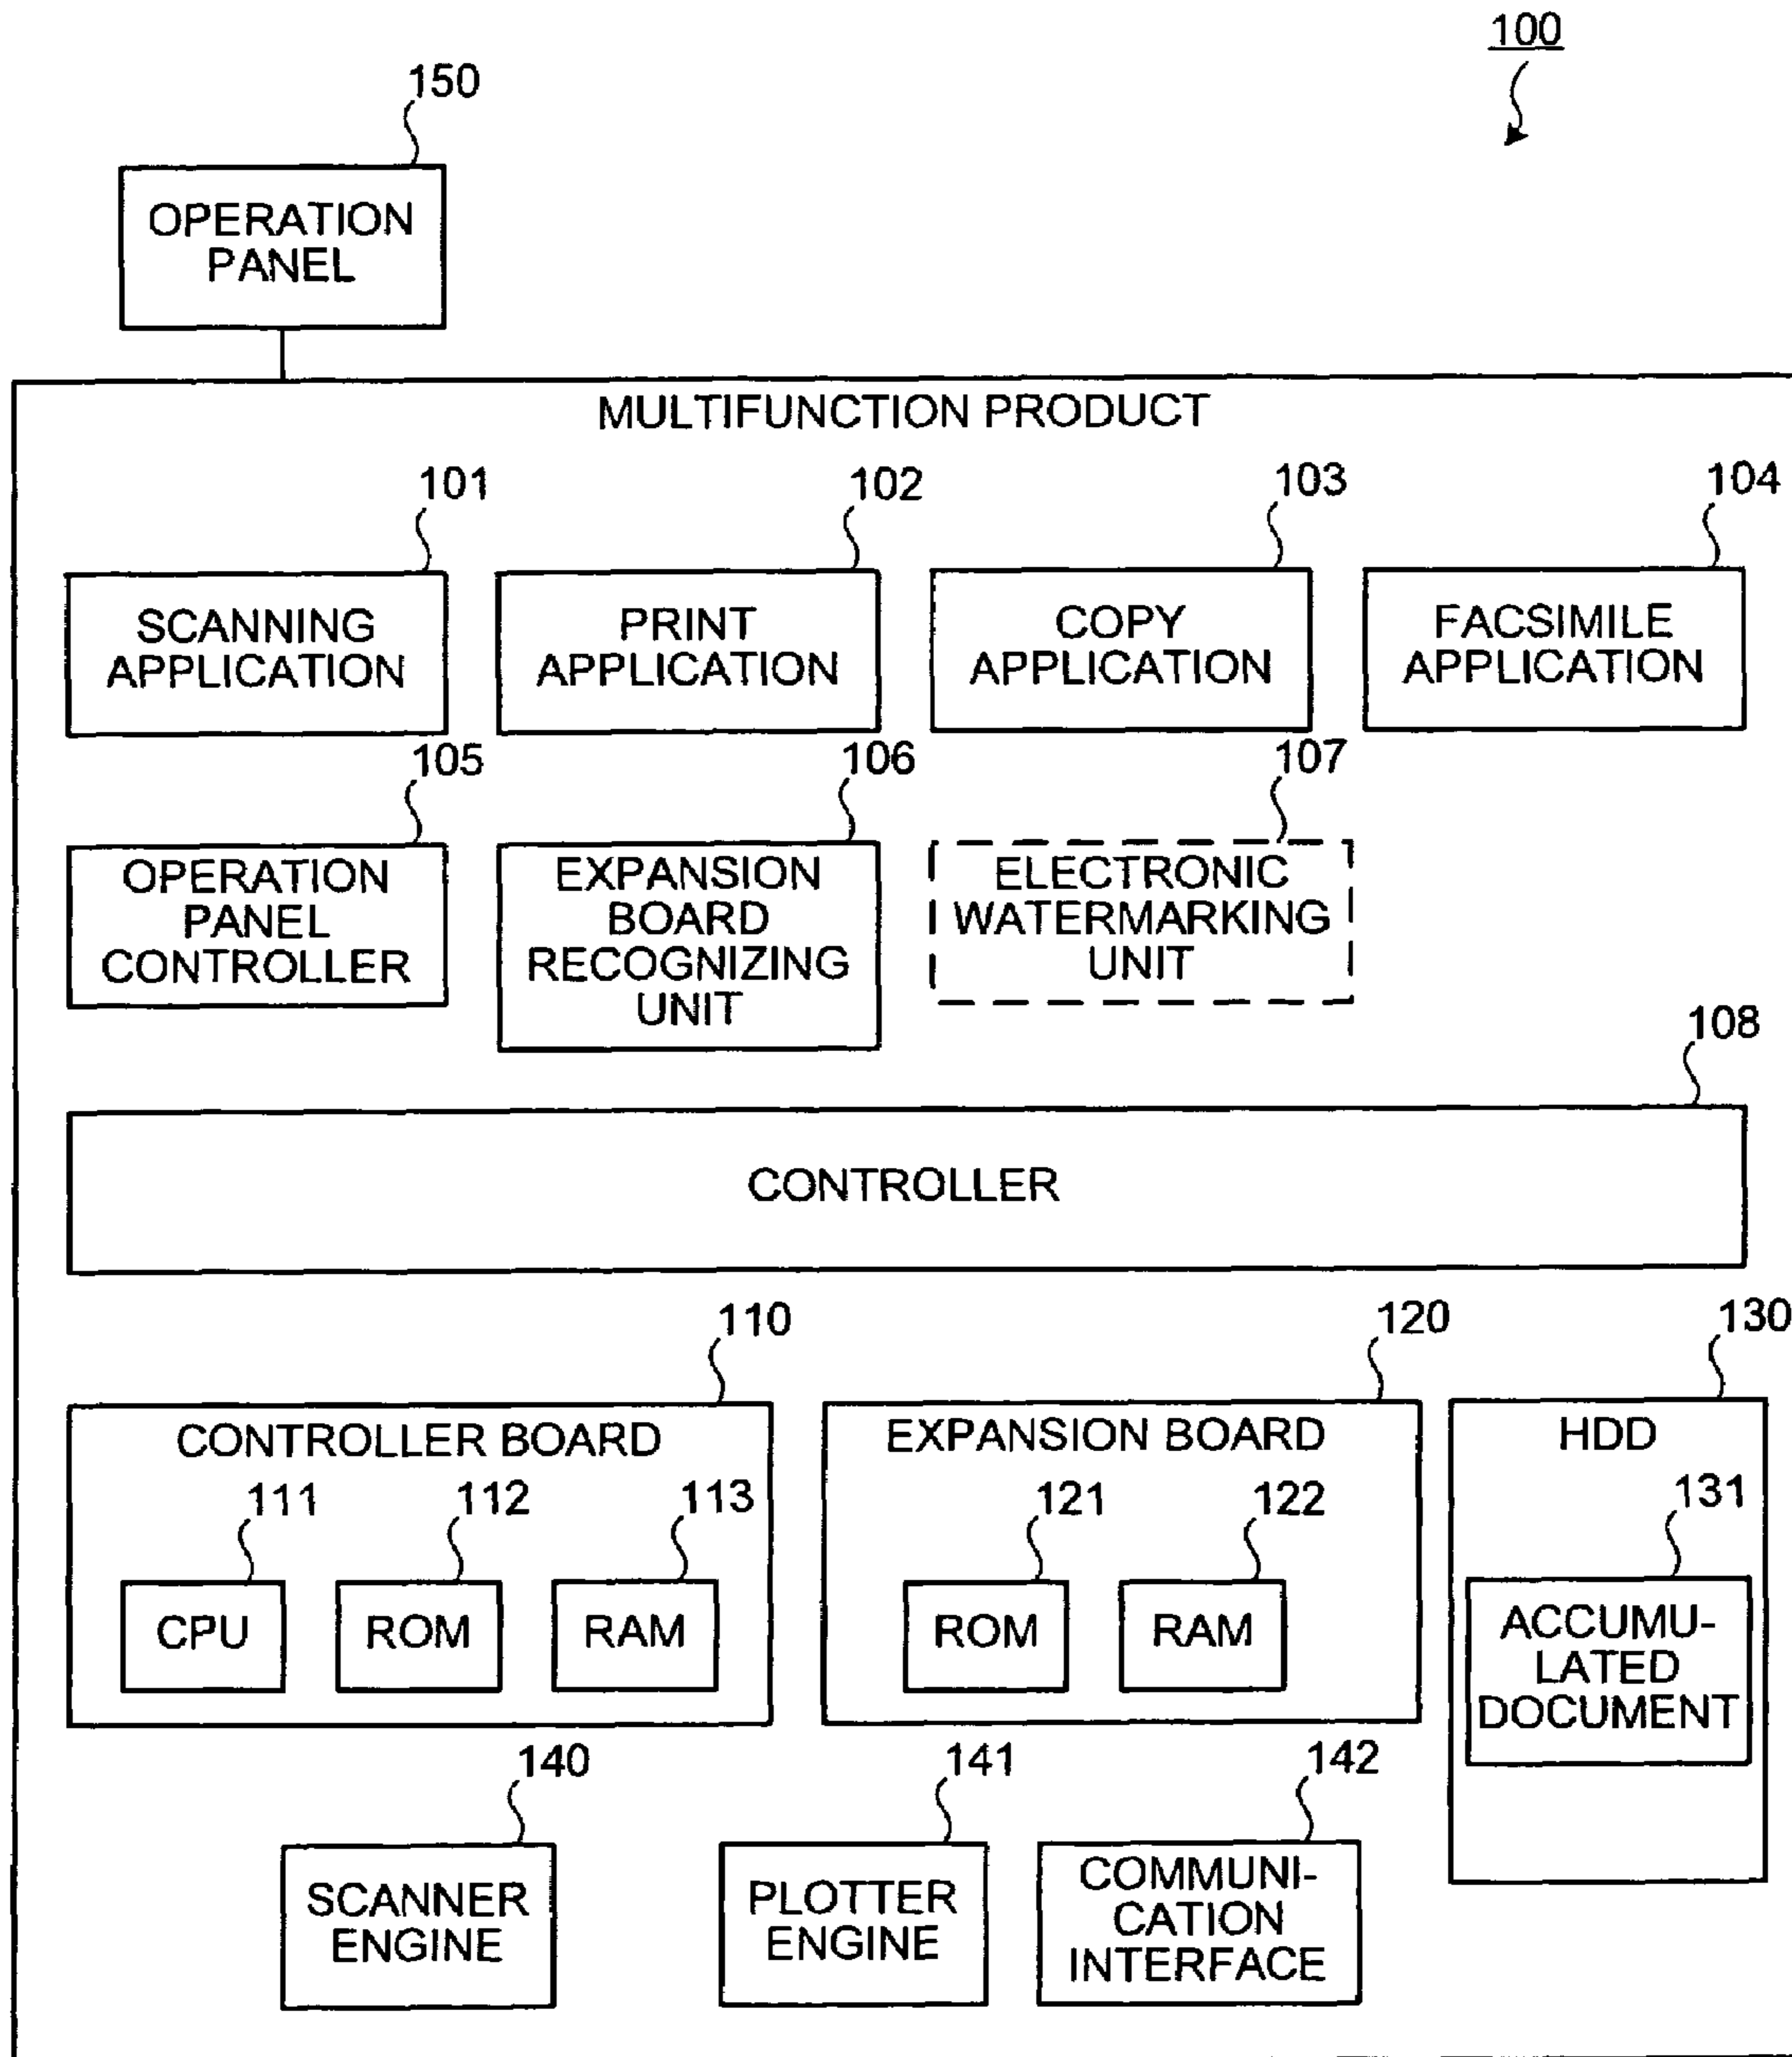 100
150
OPERATION
PANEL
MULTIFUNCTION PRODUCT
101
102
103
104
SCANNING
APPLICATION
PRINT
APPLICATION
COPY
APPLICATION
FACSIMILE
APPLICATION
105
106
107
OPERATION
PANEL
CONTROLLER
EXPANSION
BOARD
RECOGNIZING
UNIT
ELECTRONIC
WATERMARKING
UNIT
108
CONTROLLER
110
120
130
CONTROLLER BOARD
111
112
113
CPU
ROM
RAM
EXPANSION BOARD
121
122
ROM
RAM
HDD
131
ACCUMU-
LATED
DOCUMENT
140
141
142
SCANNER
ENGINE
PLOTTER
ENGINE
COMMUNI-
CATION
INTERFACE